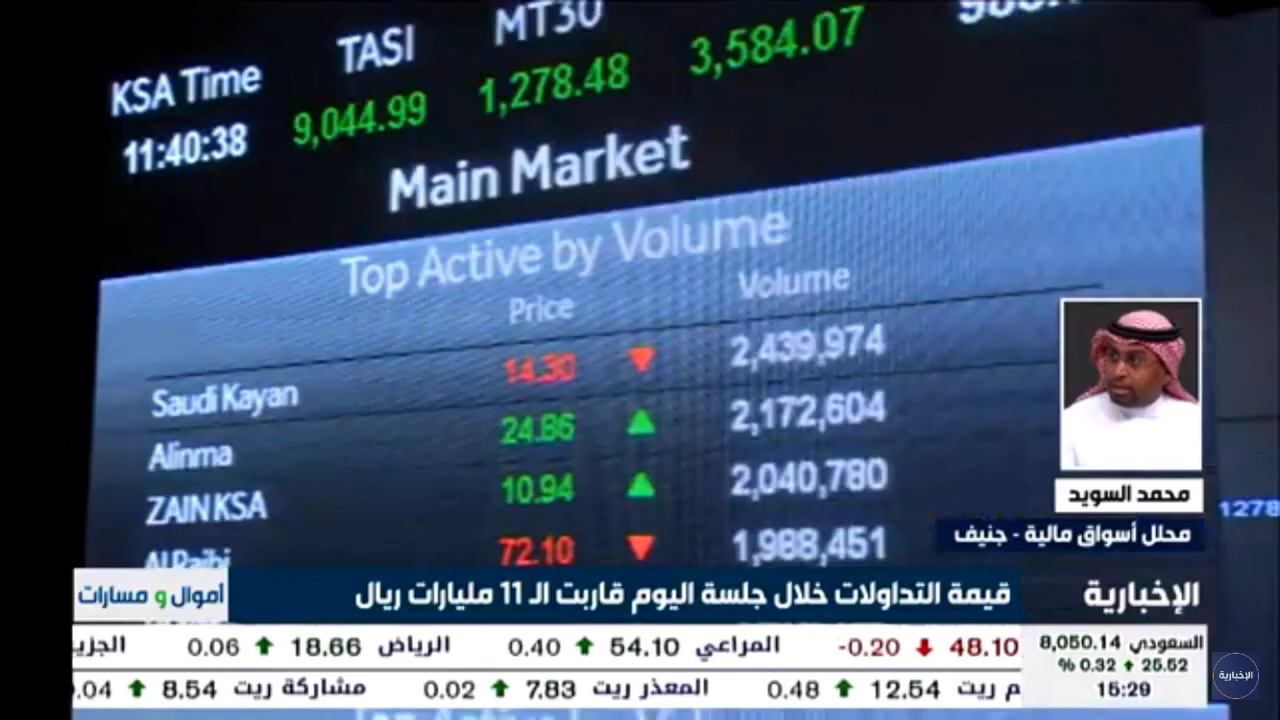 KSA Time TASI MT30
11:40:38 9,044.99 1,278.48 3,584.07
Main Market
Top Active by Volume
Price Volume
Saudi Kayan 14.30 ▼ 2,439,974
Alinma 24.86 ▲ 2,172,604
ZAIN KSA 10.94 ▲ 2,040,780
Al Rajhi 72.10 ▼ 1,988,451
1278
محمد السويد
محلل أسواق مالية - جنيف
الإخبارية
قيمة التداولات خلال جلسة اليوم قاربت الـ 11 مليارات ريال
أموال و مسارات
السعودي 8,050.14
% 0.32 ▲ 25.52
15:29
48.10 -0.20 المراعي 54.10 0.40 الرياض 18.66 0.06
ريت 12.54 0.48 المعذر ريت 7.83 0.02 مشاركة ريت 8.54
الإخبارية